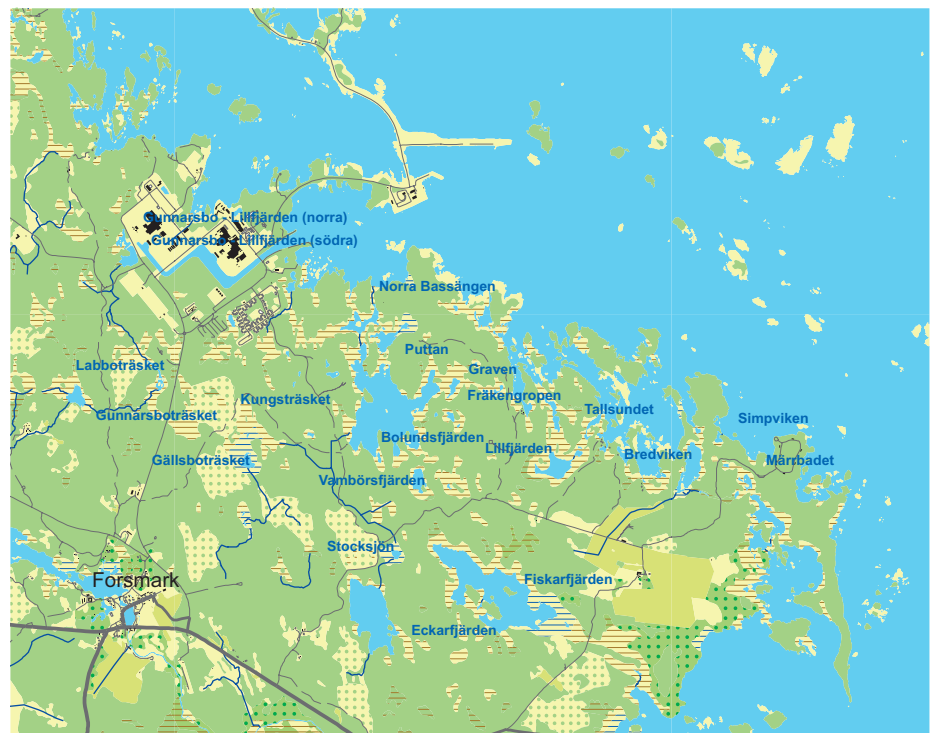 Gunnarsbo - Lillfjärden (norra)
Gunnarsbo - Lillfjärden (södra)
Norra Bassängen
Puttan
Labboträsket
Graven
Kungsträsket
Fräkengropen
Gunnarsboträsket
Tallsundet
Simpviken
Bolundsfjärden
Lillfjärden
Gällsboträsket
Bredviken
Märrbadet
Vambörsfjärden
Stocksjön
Forsmark
Fiskarfjärden
Eckarfjärden